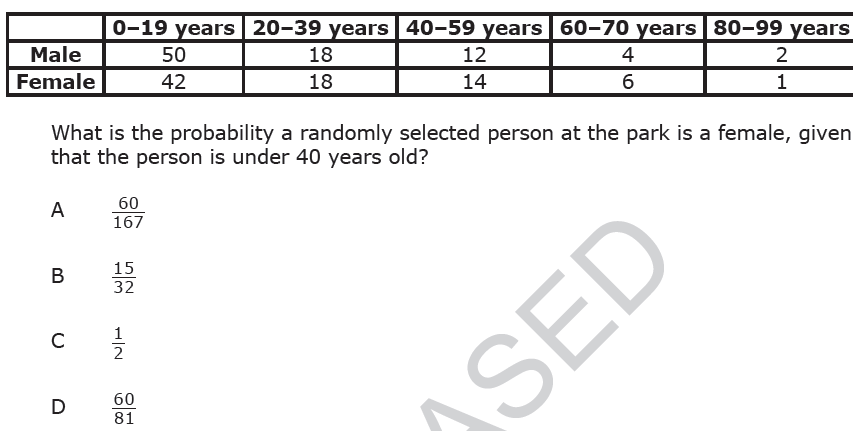 0–19 years 20–39 years 40–59 years 60–70 years 80–99 years
Male 50 18 12 4 2
Female 42 18 14 6 1
What is the probability a randomly selected person at the park is a female, given
that the person is under 40 years old?
A 60/167
B 15/32
C 1/2
D 60/81
ASED